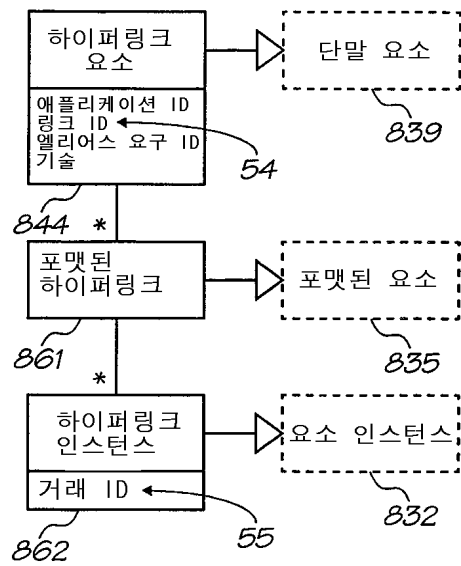 하이퍼링크
요소
단말 요소
839
애플리케이션 ID
링크 ID
엘리어스 요구 ID
기술
54
844
*
포맷된
하이퍼링크
포맷된 요소
861
835
*
하이퍼링크
인스턴스
요소 인스턴스
거래 ID
832
862
55